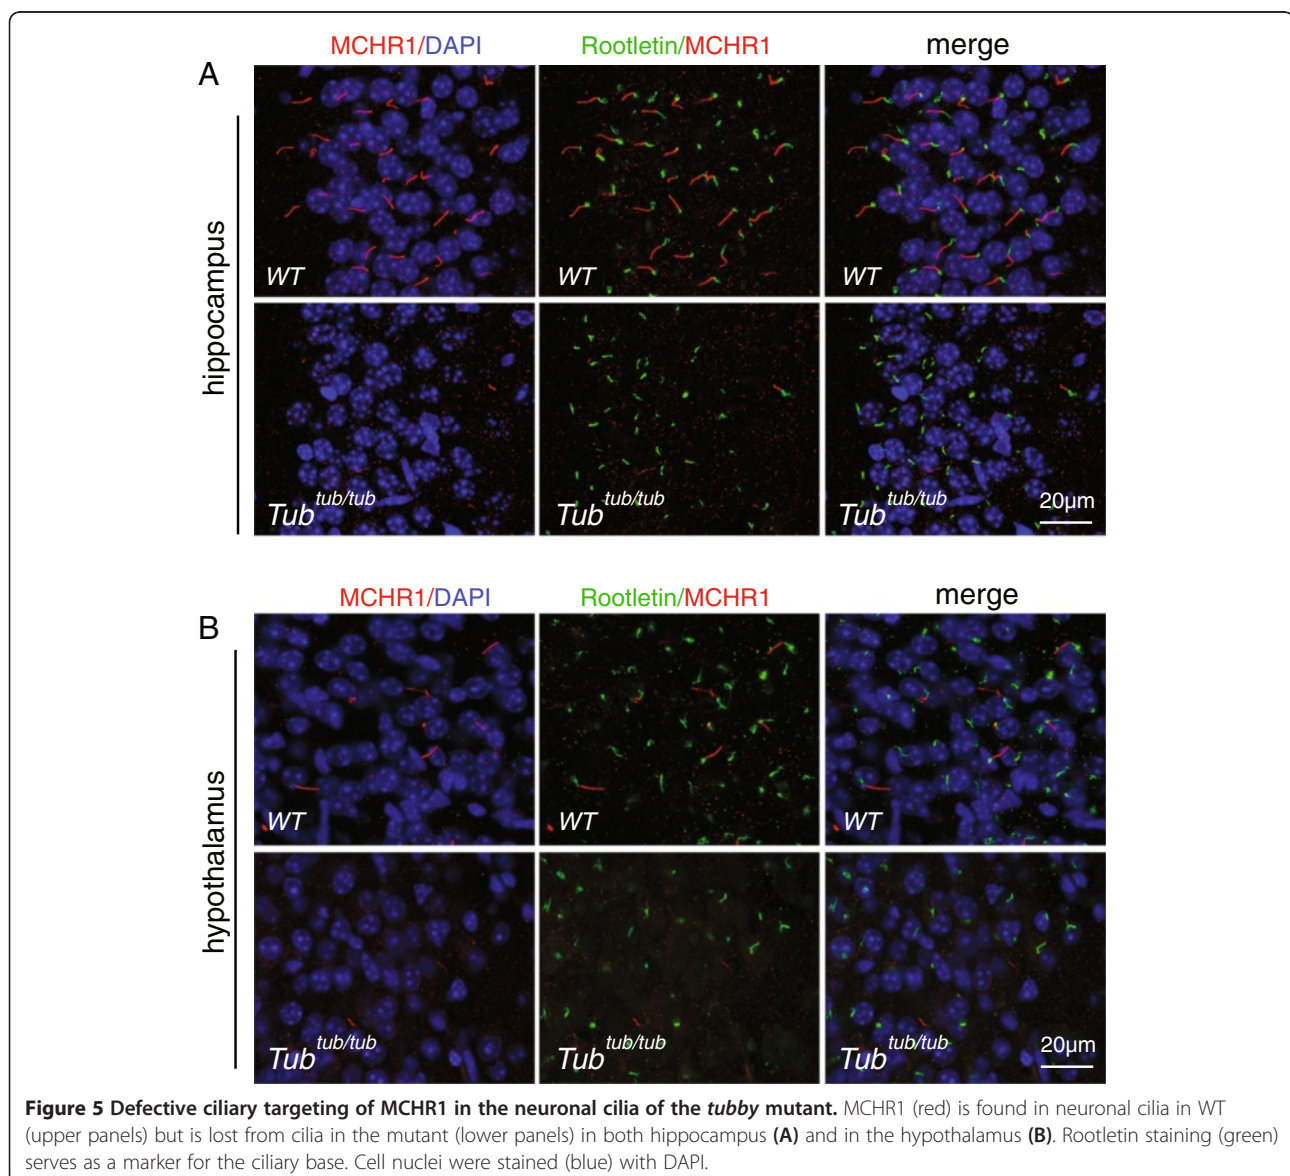 MCHR1/DAPI Rootletin/MCHR1 merge
A
hippocampus
WT WT WT
Tub tub/tub Tub tub/tub Tub tub/tub 20µm
MCHR1/DAPI Rootletin/MCHR1 merge
B
hypothalamus
WT WT WT
Tub tub/tub Tub tub/tub Tub tub/tub 20µm
Figure 5 Defective ciliary targeting of MCHR1 in the neuronal cilia of the tubby mutant. MCHR1 (red) is found in neuronal cilia in WT
(upper panels) but is lost from cilia in the mutant (lower panels) in both hippocampus (A) and in the hypothalamus (B). Rootletin staining (green)
serves as a marker for the ciliary base. Cell nuclei were stained (blue) with DAPI.